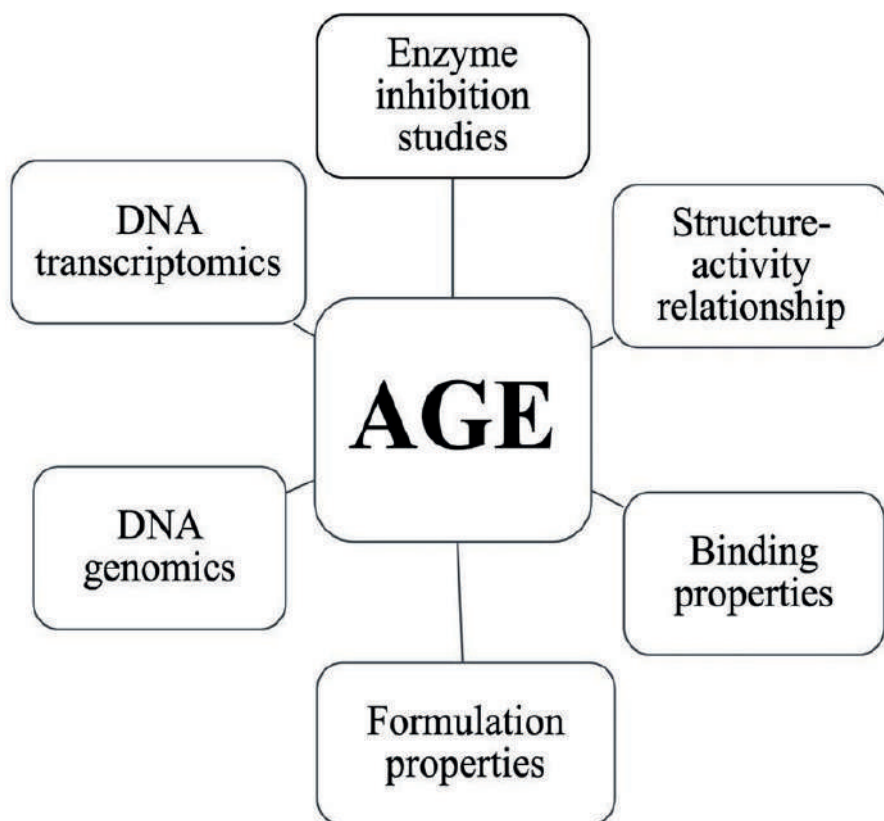 Enzyme
inhibition
studies
DNA
transcriptomics
Structure-
activity
relationship
AGE
DNA
genomics
Binding
properties
Formulation
properties